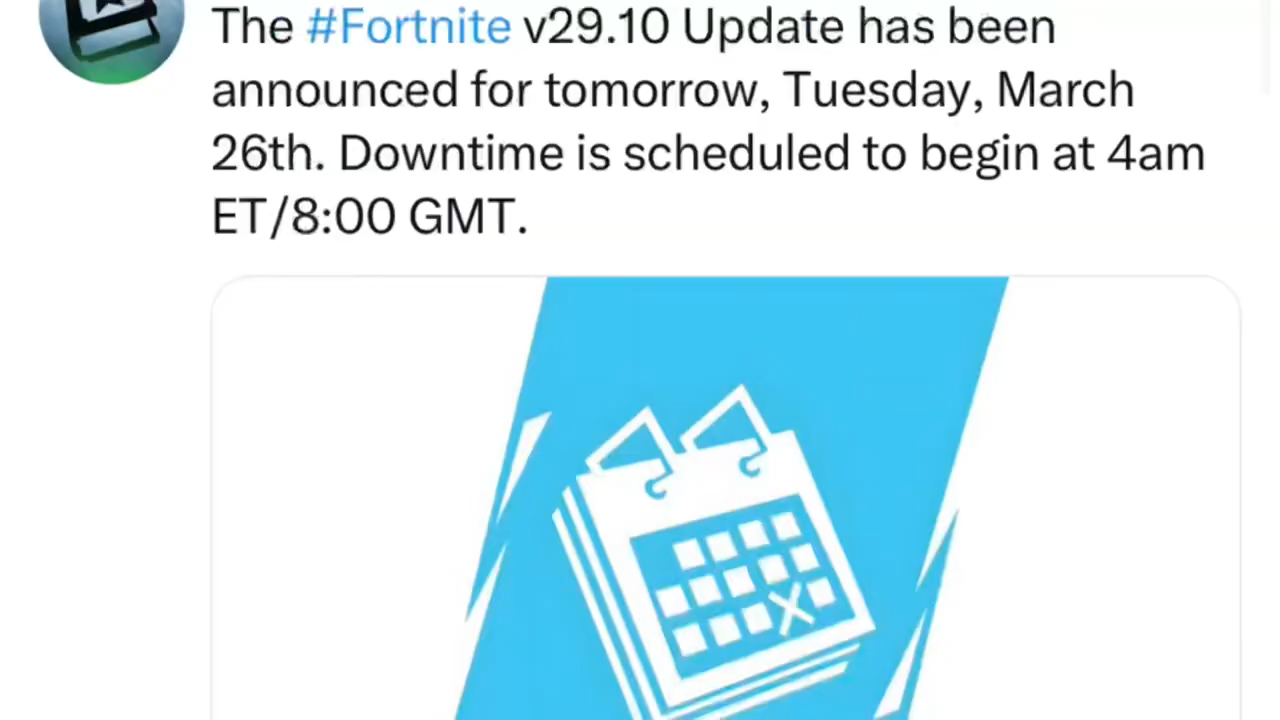 The #Fortnite v29.10 Update has been
announced for tomorrow, Tuesday, March
26th. Downtime is scheduled to begin at 4am
ET/8:00 GMT.